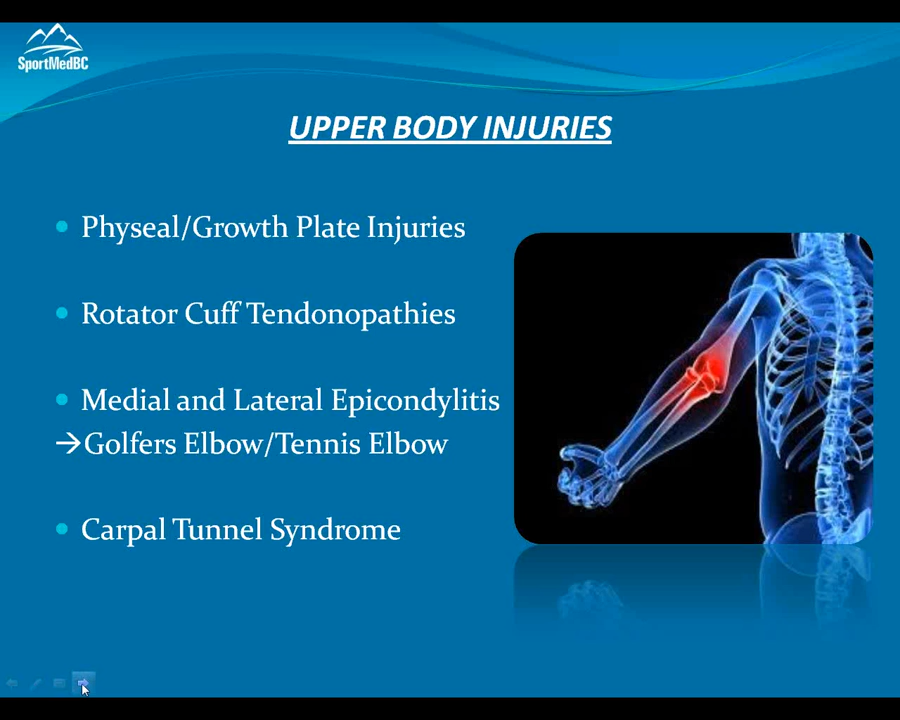 SportMedBC
UPPER BODY INJURIES
• Physeal/Growth Plate Injuries
• Rotator Cuff Tendonopathies
• Medial and Lateral Epicondylitis
→Golfers Elbow/Tennis Elbow
• Carpal Tunnel Syndrome